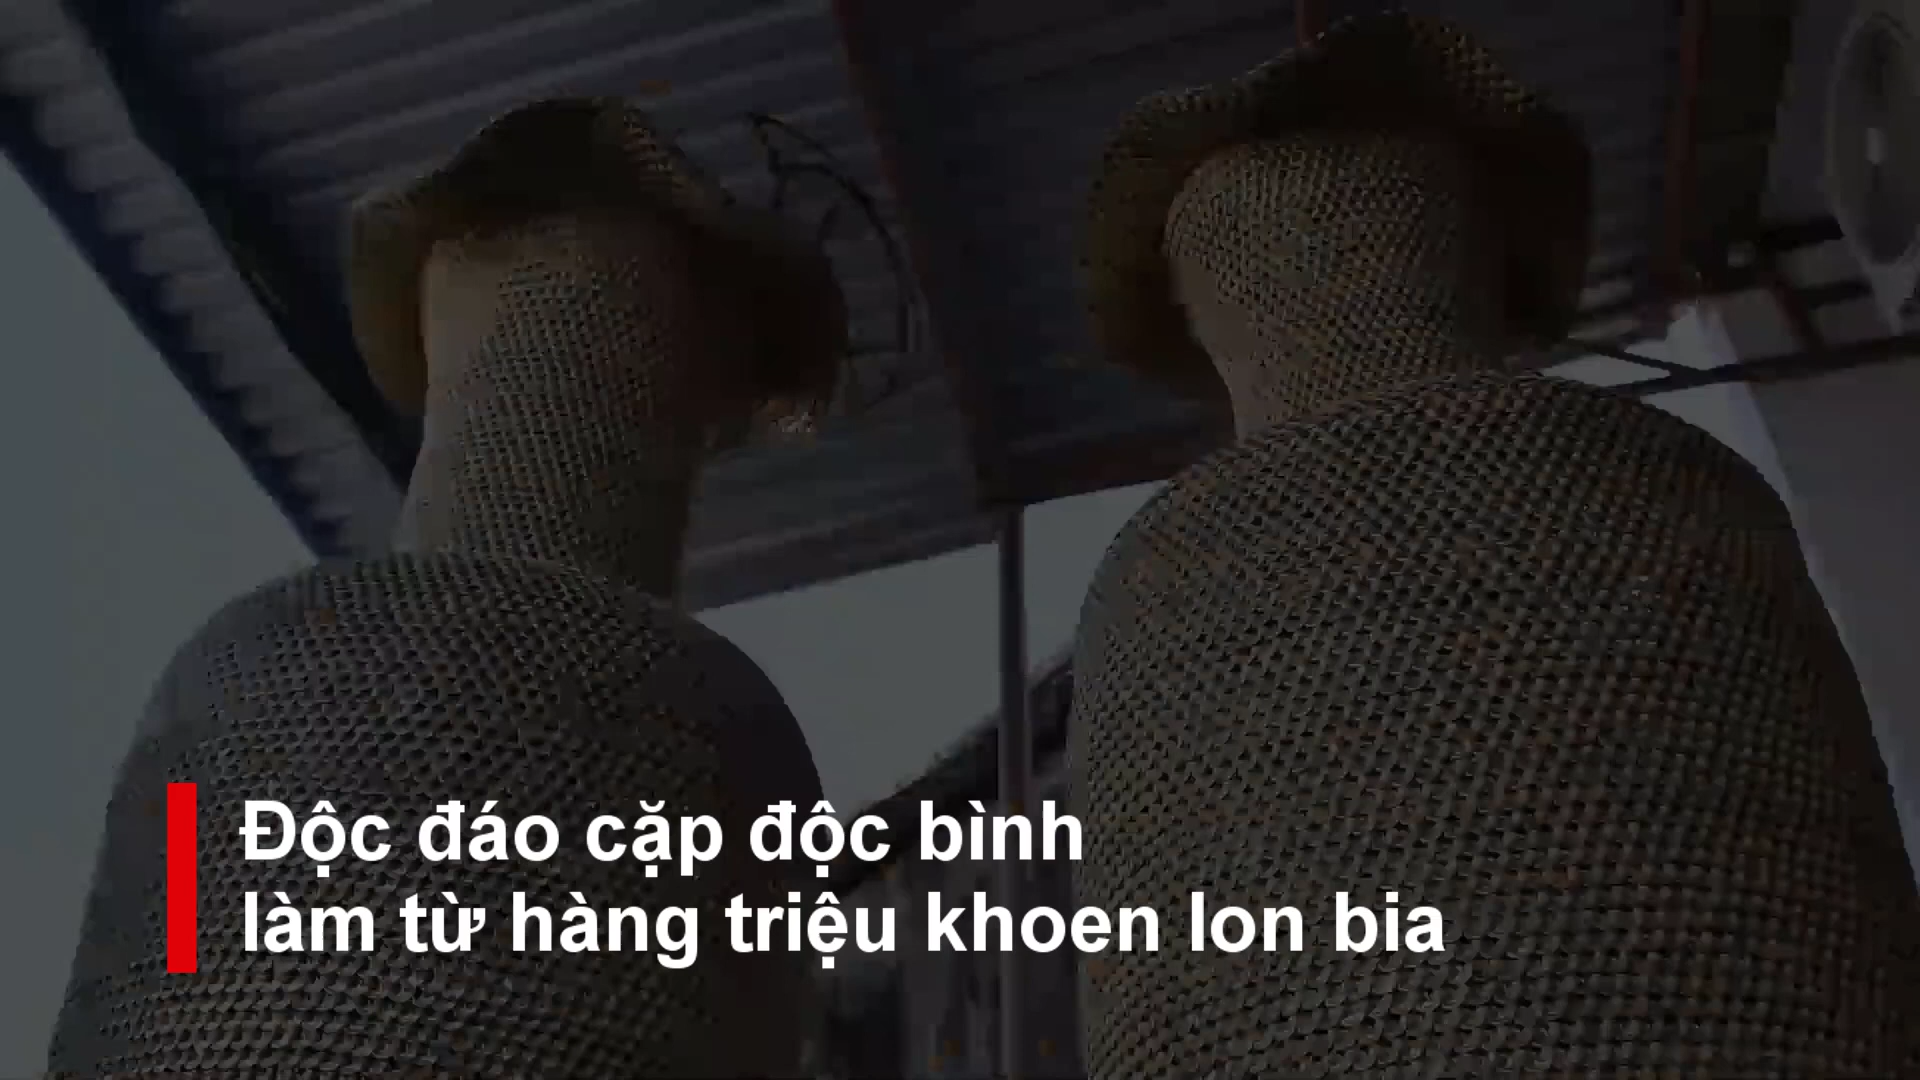 Độc đáo cặp độc bình
làm từ hàng triệu khoen lon bia